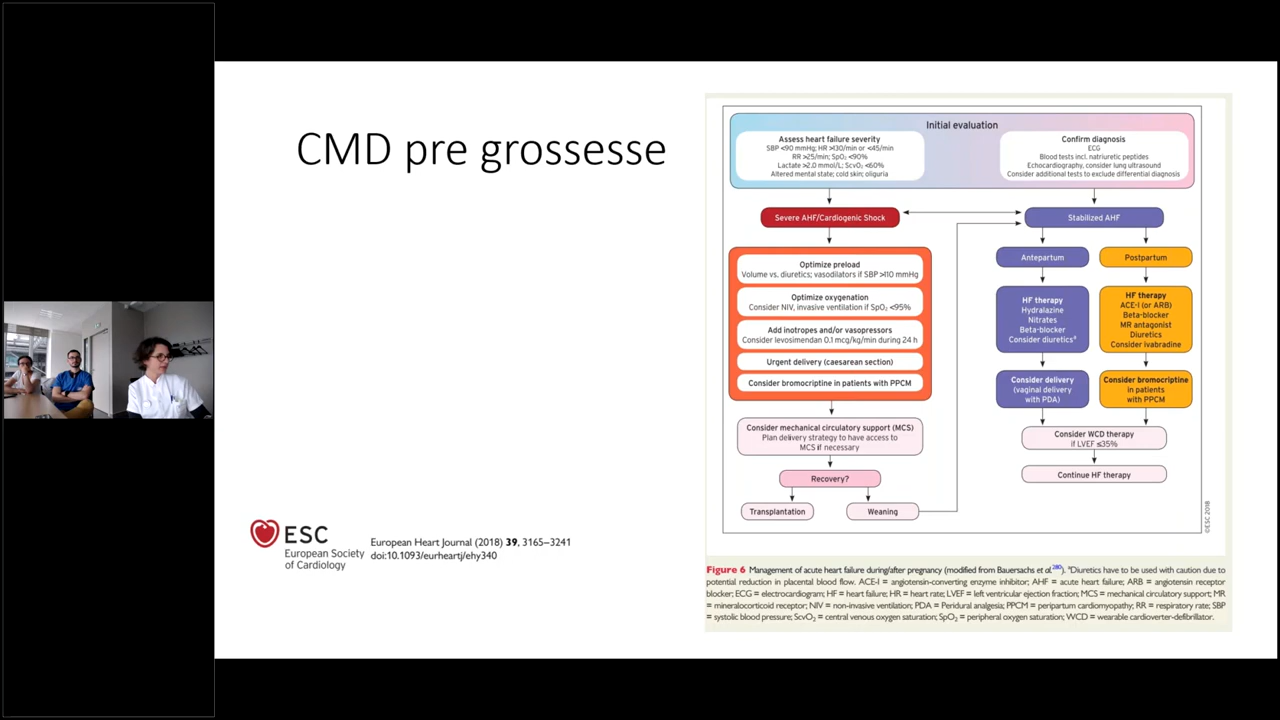 CMD pre grossesse
ESC
European Society
of Cardiology
European Heart Journal (2018) 39, 3165–3241
doi:10.1093/eurheartj/ehy340
Initial evaluation
Assess heart failure severity
SBP <90 mmHg; HR >130/min or <45/min
RR >25/min; SpO₂ <90%
Lactate >2.0 mmol/L; ScvO₂ <60%
Altered mental state; cold skin; oliguria
Confirm diagnosis
ECG
Blood tests incl. natriuretic peptides
Echocardiography, consider lung ultrasound
Consider additional tests to exclude differential diagnosis
Severe AHF/Cardiogenic Shock
Stabilized AHF
Optimize preload
Volume vs. diuretics; vasodilators if SBP >110 mmHg
Optimize oxygenation
Consider NIV, invasive ventilation if SpO₂ <95%
Add inotropes and/or vasopressors
Consider levosimendan 0.1 mcg/kg/min during 24 h
Urgent delivery (caesarean section)
Consider bromocriptine in patients with PPCM
Consider mechanical circulatory support (MCS)
Plan delivery strategy to have access to
MCS if necessary
Recovery?
Transplantation
Weaning
Antepartum
Postpartum
HF therapy
Hydralazine
Nitrates
Beta-blocker
Consider diureticsᵃ
HF therapy
ACE-I (or ARB)
Beta-blocker
MR antagonist
Diuretics
Consider ivabradine
Consider delivery
(vaginal delivery
with PDA)
Consider bromocriptine
in patients
with PPCM
Consider WCD therapy
if LVEF ≤35%
Continue HF therapy
©ESC 2018
Figure 6 Management of acute heart failure during/after pregnancy (modified from Bauersachs et al.²⁸⁰). ᵃDiuretics have to be used with caution due to
potential reduction in placental blood flow. ACE-I = angiotensin-converting enzyme inhibitor; AHF = acute heart failure; ARB = angiotensin receptor
blocker; ECG = electrocardiogram; HF = heart failure; HR = heart rate; LVEF = left ventricular ejection fraction; MCS = mechanical circulatory support; MR
= mineralocorticoid receptor; NIV = non-invasive ventilation; PDA = Peridural analgesia; PPCM = peripartum cardiomyopathy; RR = respiratory rate; SBP
= systolic blood pressure; ScvO₂ = central venous oxygen saturation; SpO₂ = peripheral oxygen saturation; WCD = wearable cardioverter-defibrillator.